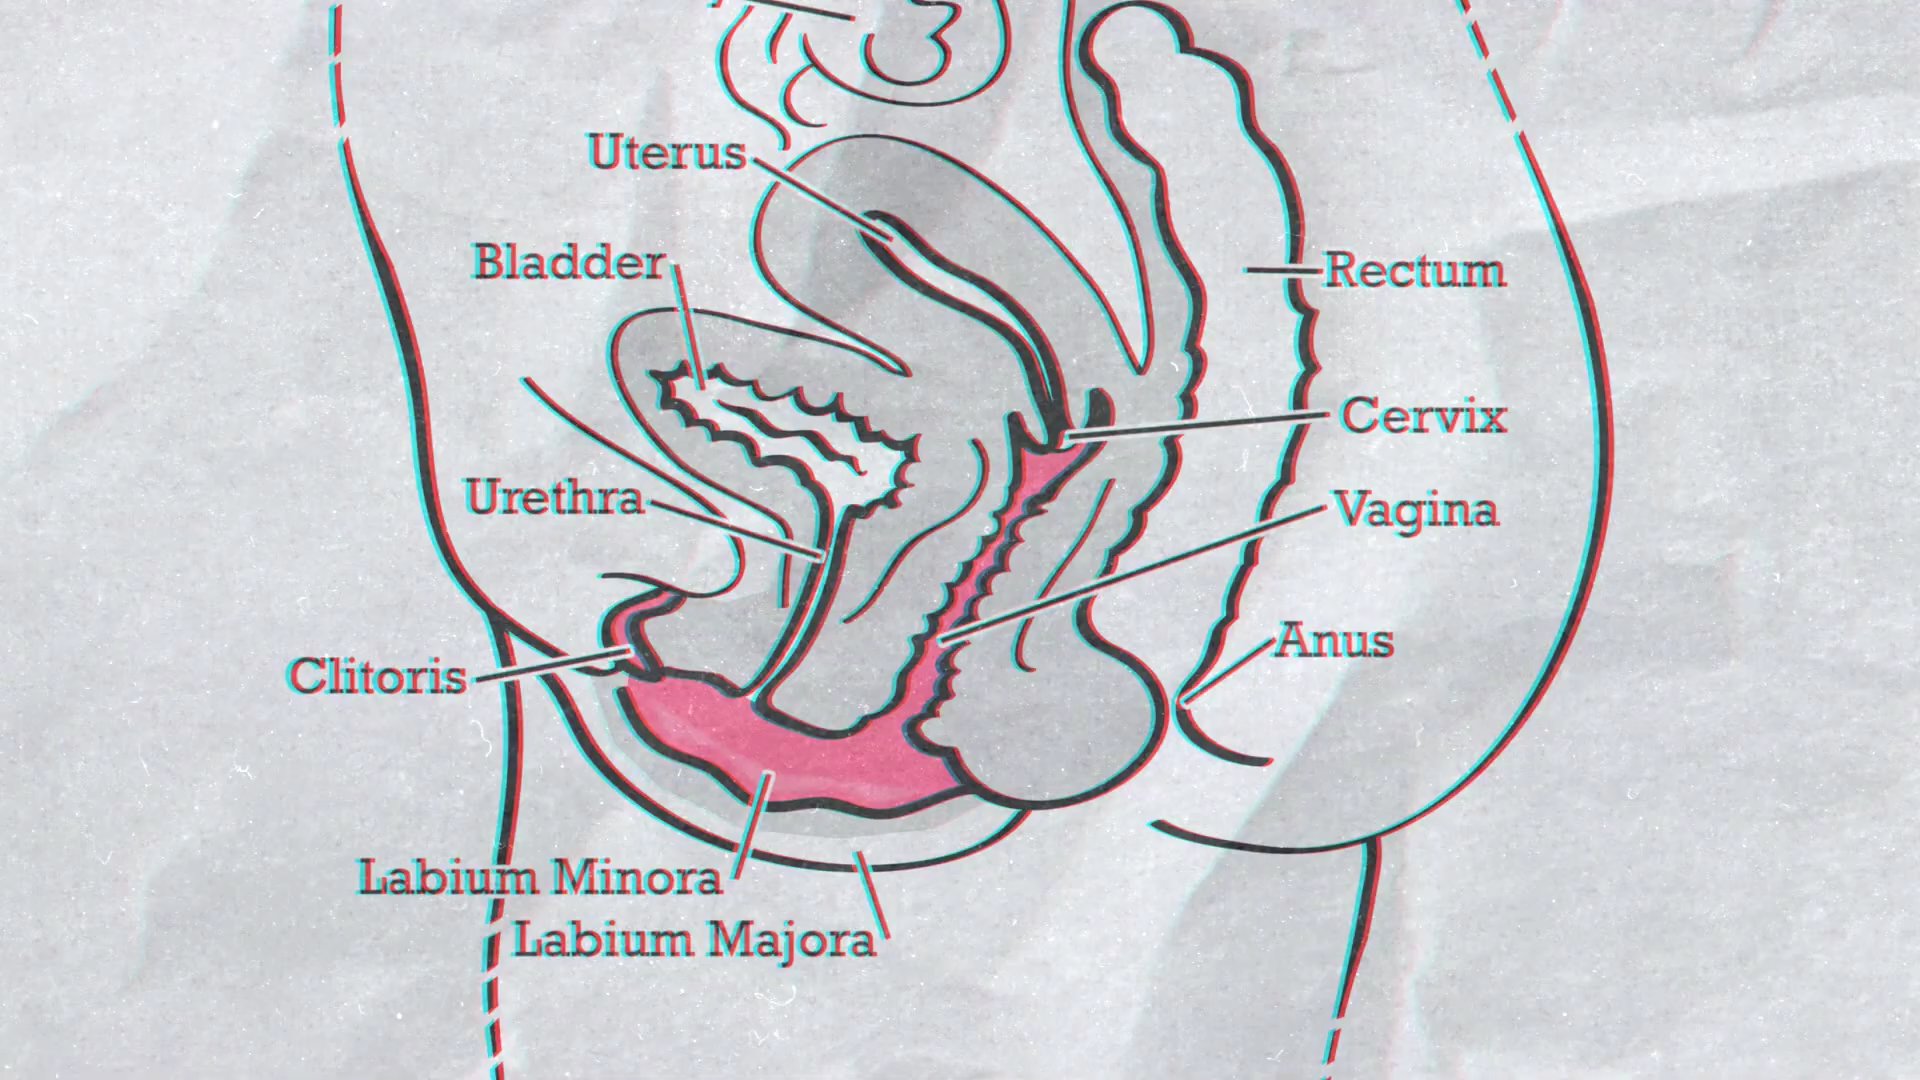 Uterus
Bladder
Rectum
Cervix
Urethra
Vagina
Anus
Clitoris
Labium Minora
Labium Majora